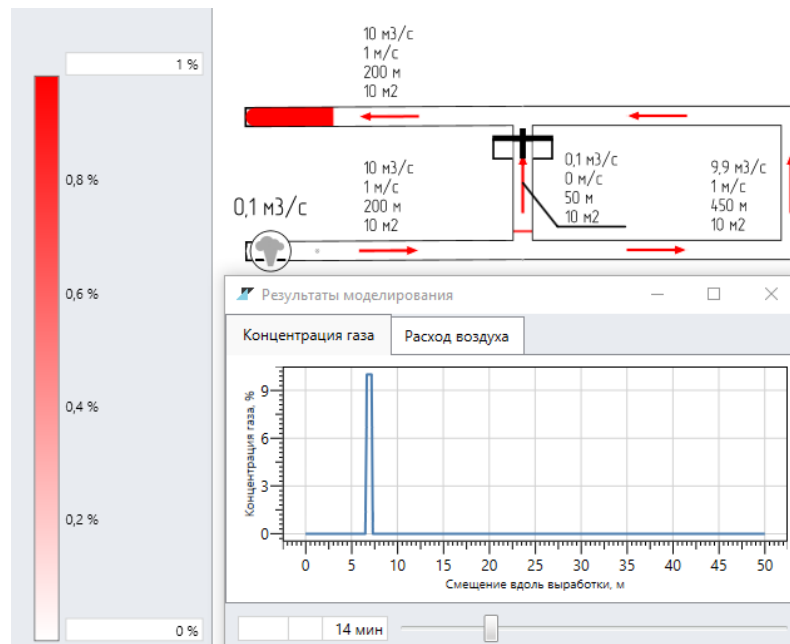 1 %
0,8 %
0,6 %
0,4 %
0,2 %
0 %
10 м3/с
1 м/с
200 м
10 м2
10 м3/с
1 м/с
200 м
10 м2
0,1 м3/с
0 м/с
50 м
10 м2
9,9 м3/с
1 м/с
450 м
10 м2
0,1 м3/с
Результаты моделирования
Концентрация газа
Расход воздуха
Концентрация газа, %
9
6
3
0
0 5 10 15 20 25 30 35 40 45 50
Смещение вдоль выработки, м
14 мин